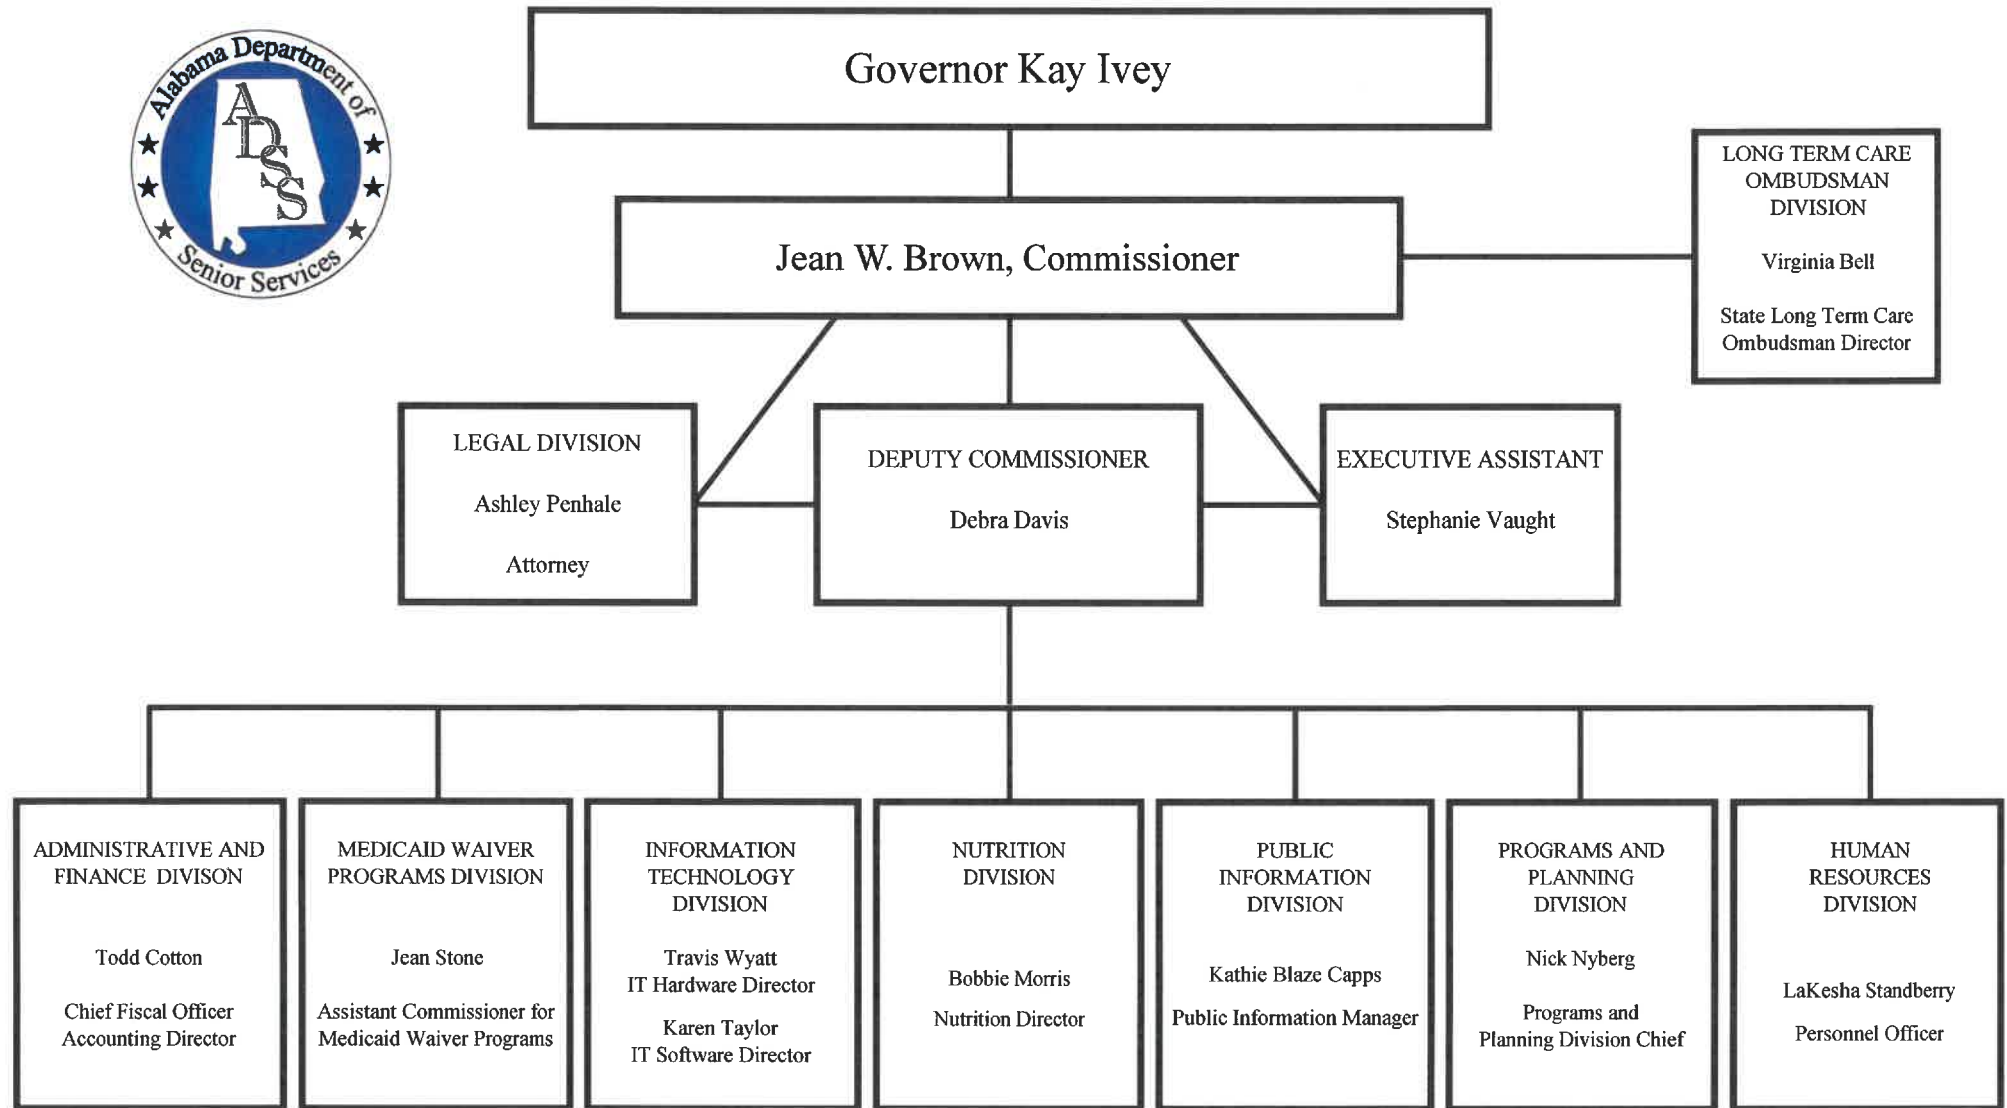 Alabama Department of
ADSS
Senior Services
Governor Kay Ivey
Jean W. Brown, Commissioner
LONG TERM CARE
OMBUDSMAN
DIVISION
Virginia Bell
State Long Term Care
Ombudsman Director
LEGAL DIVISION
Ashley Penhale
Attorney
DEPUTY COMMISSIONER
Debra Davis
EXECUTIVE ASSISTANT
Stephanie Vaught
ADMINISTRATIVE AND
FINANCE DIVISON
Todd Cotton
Chief Fiscal Officer
Accounting Director
MEDICAID WAIVER
PROGRAMS DIVISION
Jean Stone
Assistant Commissioner for
Medicaid Waiver Programs
INFORMATION
TECHNOLOGY
DIVISION
Travis Wyatt
IT Hardware Director
Karen Taylor
IT Software Director
NUTRITION
DIVISION
Bobbie Morris
Nutrition Director
PUBLIC
INFORMATION
DIVISION
Kathie Blaze Capps
Public Information Manager
PROGRAMS AND
PLANNING
DIVISION
Nick Nyberg
Programs and
Planning Division Chief
HUMAN
RESOURCES
DIVISION
LaKesha Standberry
Personnel Officer